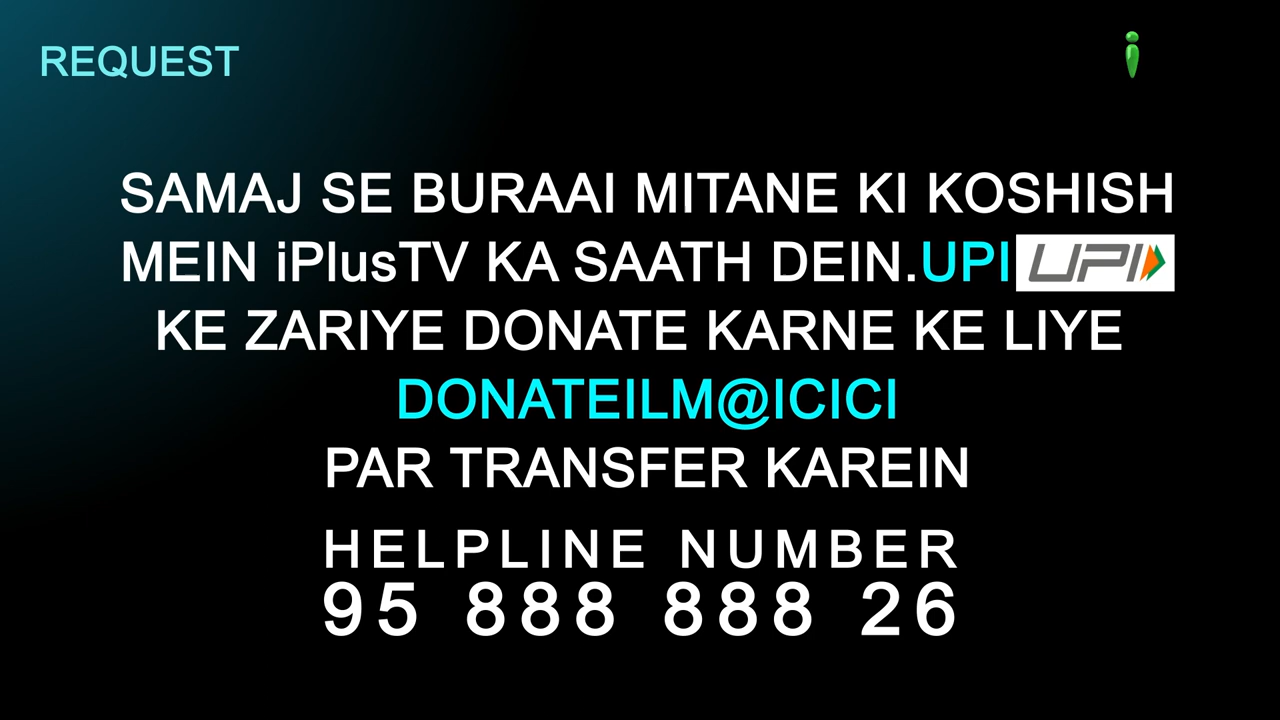 REQUEST
SAMAJ SE BURAAI MITANE KI KOSHISH
MEIN iPlusTV KA SAATH DEIN.UPI UPI
KE ZARIYE DONATE KARNE KE LIYE
DONATEILM@ICICI
PAR TRANSFER KAREIN
HELPLINE NUMBER
95 888 888 26